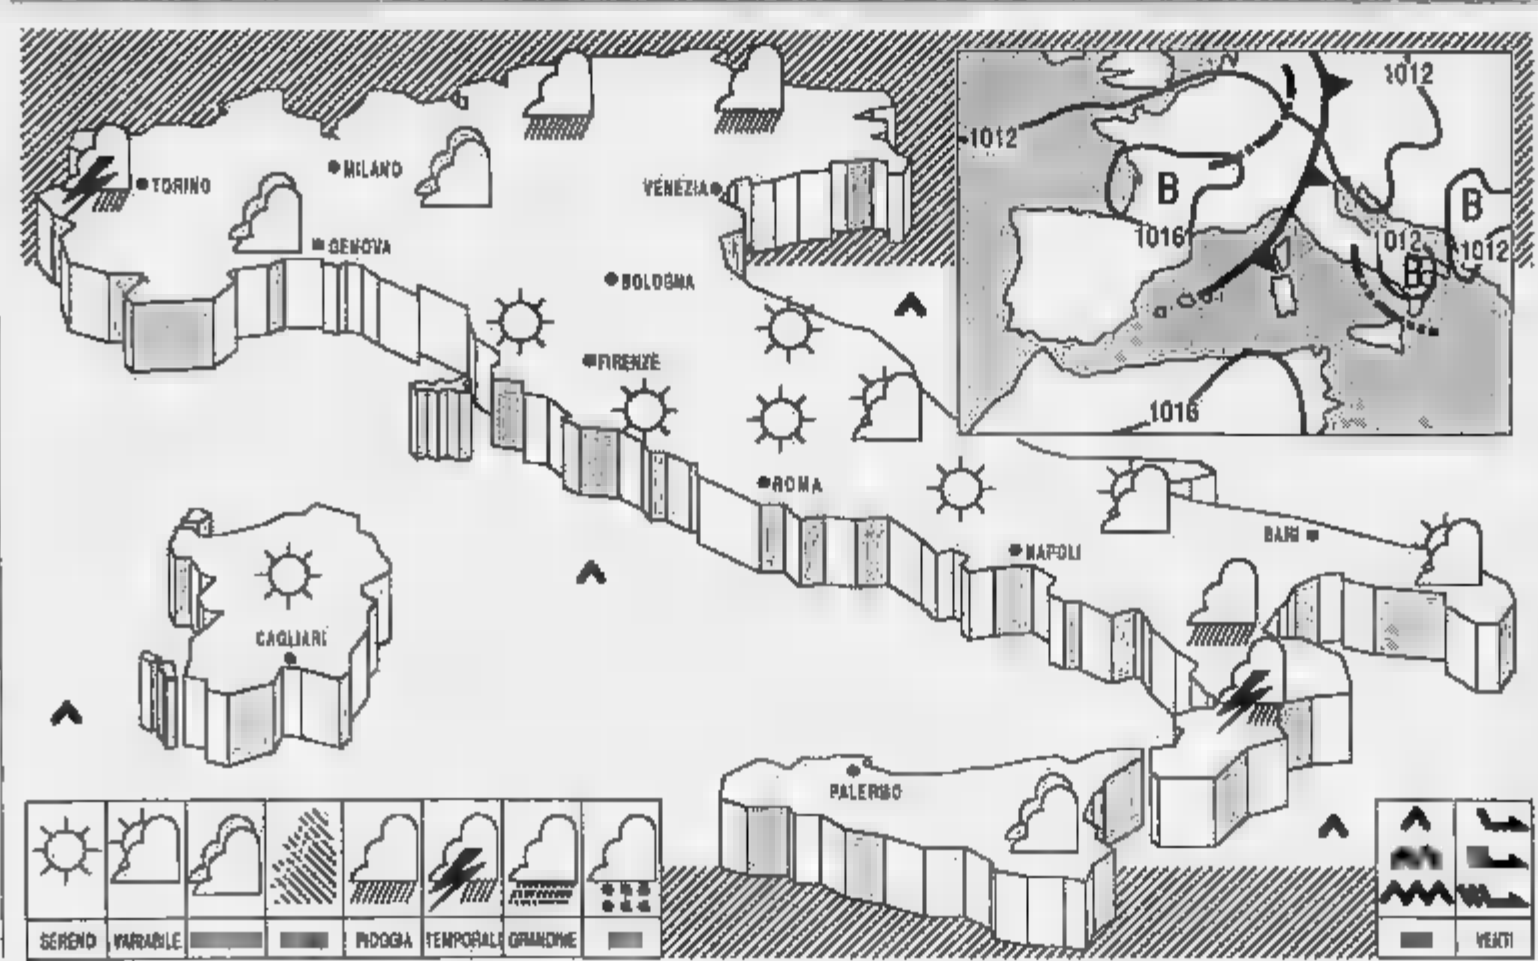 1012
1012
MILANO
TORINO
VENEZIA
B
B
GENOVA
1016
1012
1012
B
BOLOGNA
FIRENZE
1016
ROMA
BARI
NAPOLI
CAGLIARI
PALERMO
SERENO VARIABILE PIOGGIA TEMPORALE GRANDINE VENTI